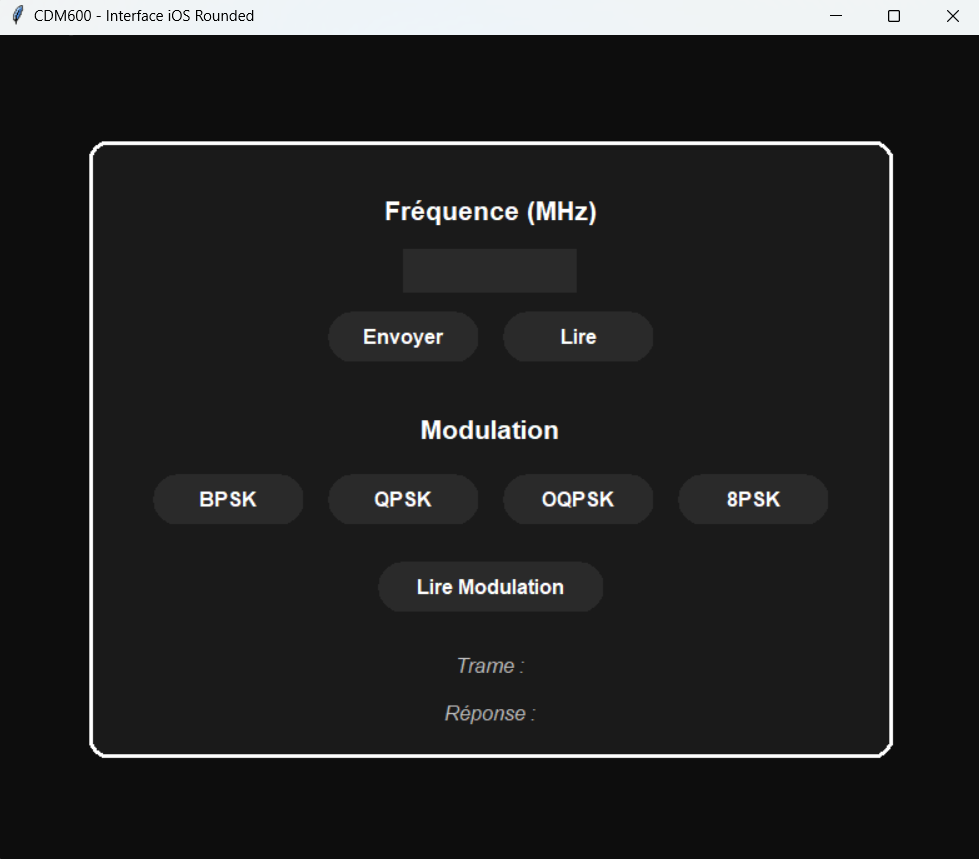 CDM600 - Interface iOS Rounded
Fréquence (MHz)
Envoyer Lire
Modulation
BPSK QPSK OQPSK 8PSK
Lire Modulation
Trame :
Réponse :